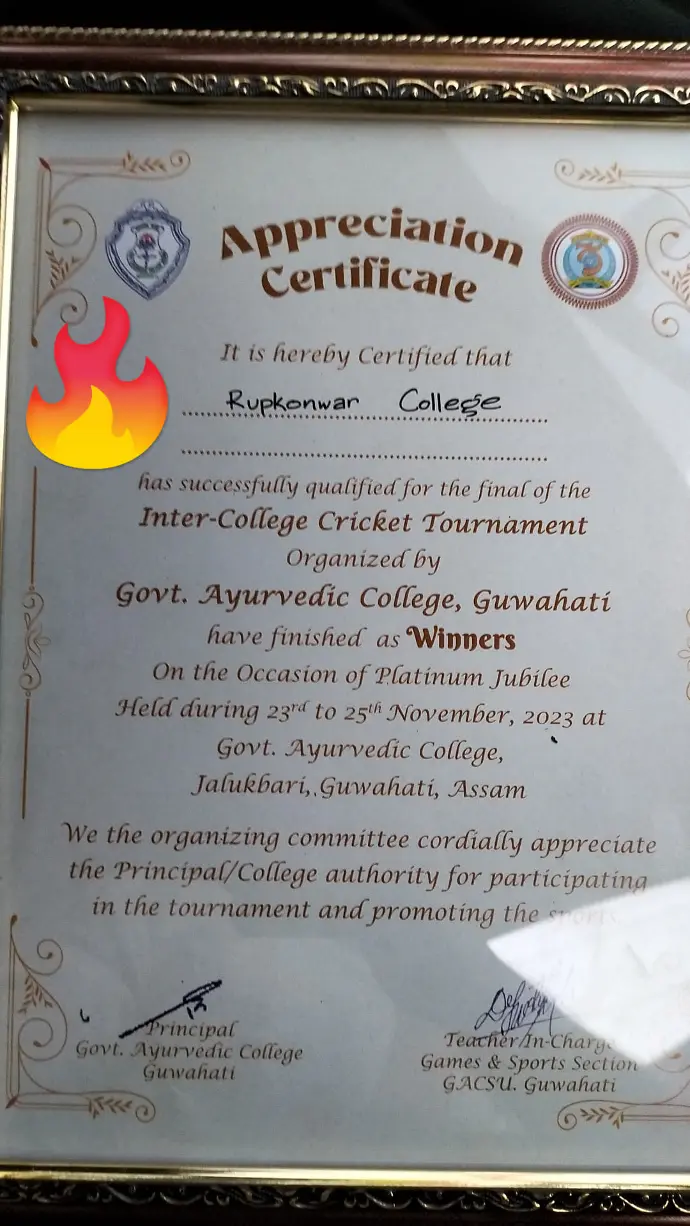 Appreciation
Certificate
It is hereby Certified that
Rupkonwar College
has successfully qualified for the final of the
Inter-College Cricket Tournament
Organized by
Govt. Ayurvedic College, Guwahati
have finished as Winners
On the Occasion of Platinum Jubilee
Held during 23rd to 25th November, 2023 at
Govt. Ayurvedic College,
Jalukbari, Guwahati, Assam
We the organizing committee cordially appreciate
the Principal/College authority for participating
in the tournament and promoting the
Principal
Govt. Ayurvedic College
Guwahati
Teacher/In-Charge
Games & Sports Section
GACSU. Guwahati